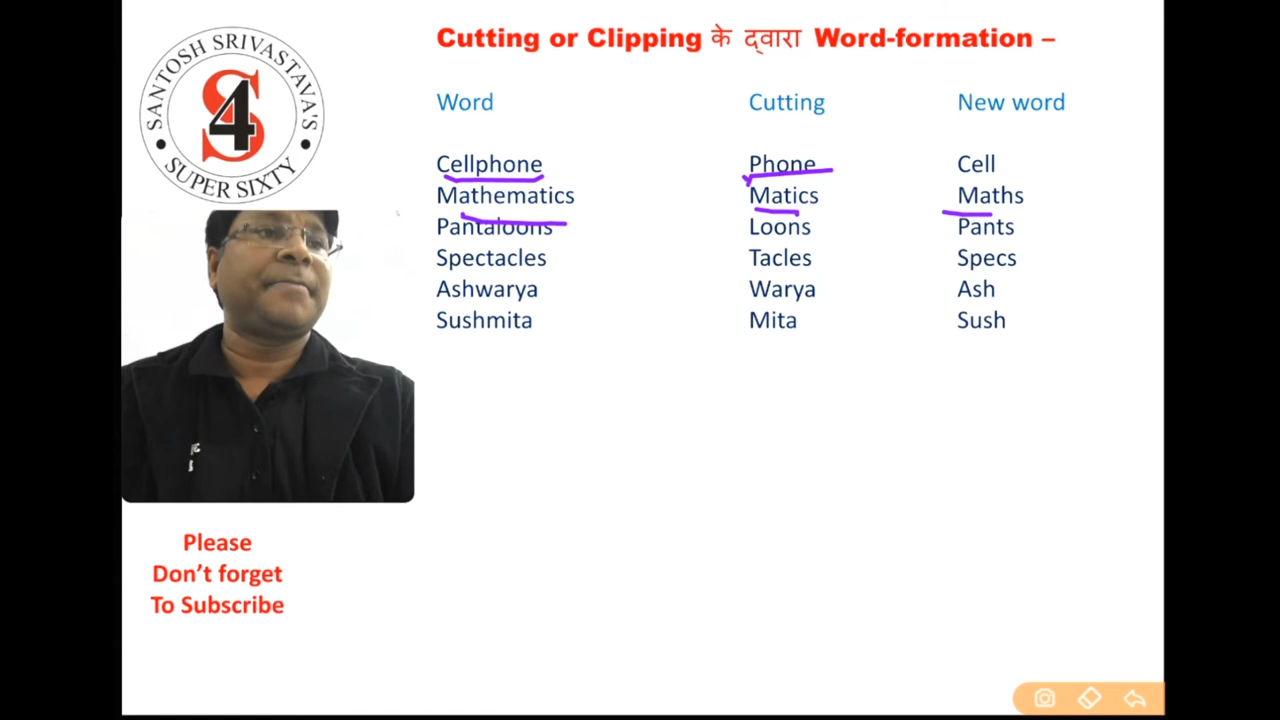 SANTOSH SRIVASTAVA'S
S4
SUPER SIXTY
Cutting or Clipping के द्वारा Word-formation –
Word Cutting New word
Cellphone Phone Cell
Mathematics Matics Maths
Pantaloons Loons Pants
Spectacles Tacles Specs
Ashwarya Warya Ash
Sushmita Mita Sush
Please
Don't forget
To Subscribe